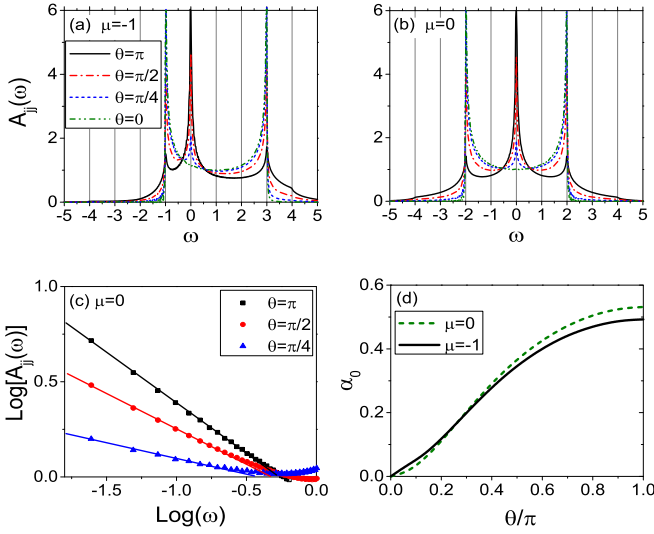 (a) μ=-1
θ=π
θ=π/2
θ=π/4
θ=0
A_jj(ω)
6
4
2
0
-5 -4 -3 -2 -1 0 1 2 3 4 5
ω
(b) μ=0
6
4
2
0
-5 -4 -3 -2 -1 0 1 2 3 4 5
ω
(c) μ=0
θ=π
θ=π/2
θ=π/4
Log[A_jj(ω)]
1.0
0.5
0.0
-1.5 -1.0 -0.5 0.0
Log(ω)
(d)
μ=0
μ=-1
α_0
0.6
0.4
0.2
0.0
0.0 0.2 0.4 0.6 0.8 1.0
θ/π